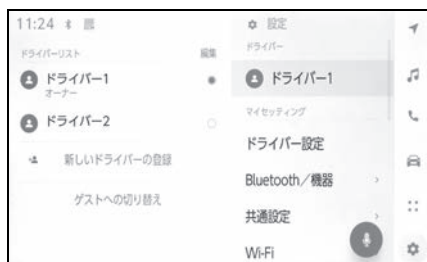 11:24
ドライバーリスト
編集
ドライバー1
オーナー
ドライバー2
新しいドライバーの登録
ゲストへの切り替え
設定
ドライバー
ドライバー1
マイセッティング
ドライバー設定
Bluetooth/機器
共通設定
Wi-Fi